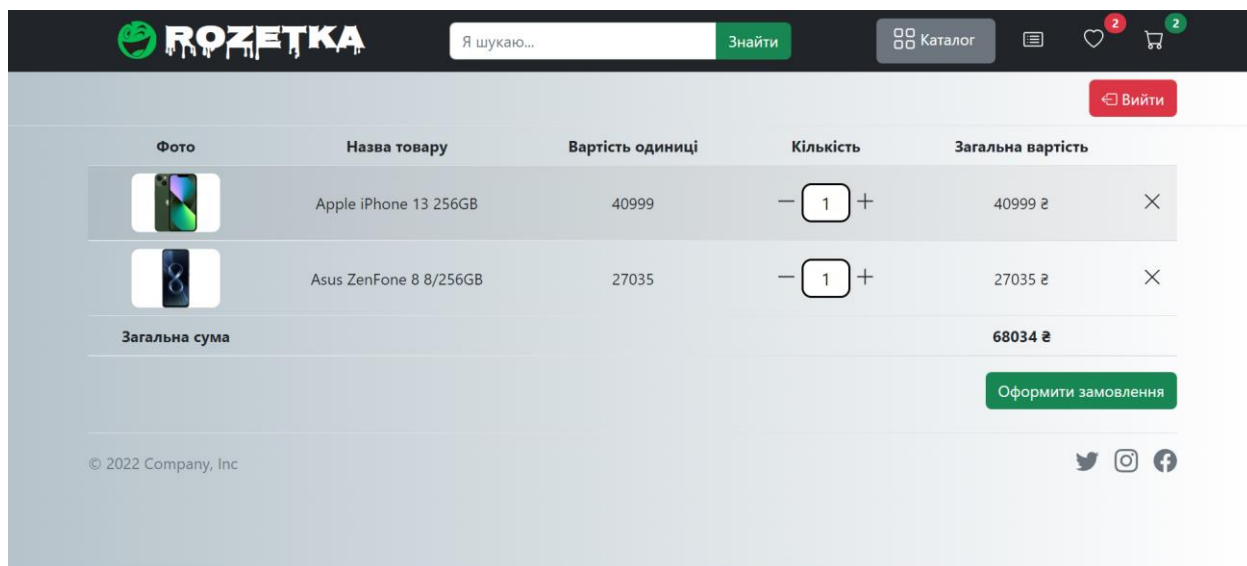 ROZETKA Я шукаю... Знайти Каталог 2 2
Вийти
Фото Назва товару Вартість одиниці Кількість Загальна вартість
Apple iPhone 13 256GB 40999 1 40999 ₴
Asus ZenFone 8 8/256GB 27035 1 27035 ₴
Загальна сума 68034 ₴
Оформити замовлення
© 2022 Company, Inc